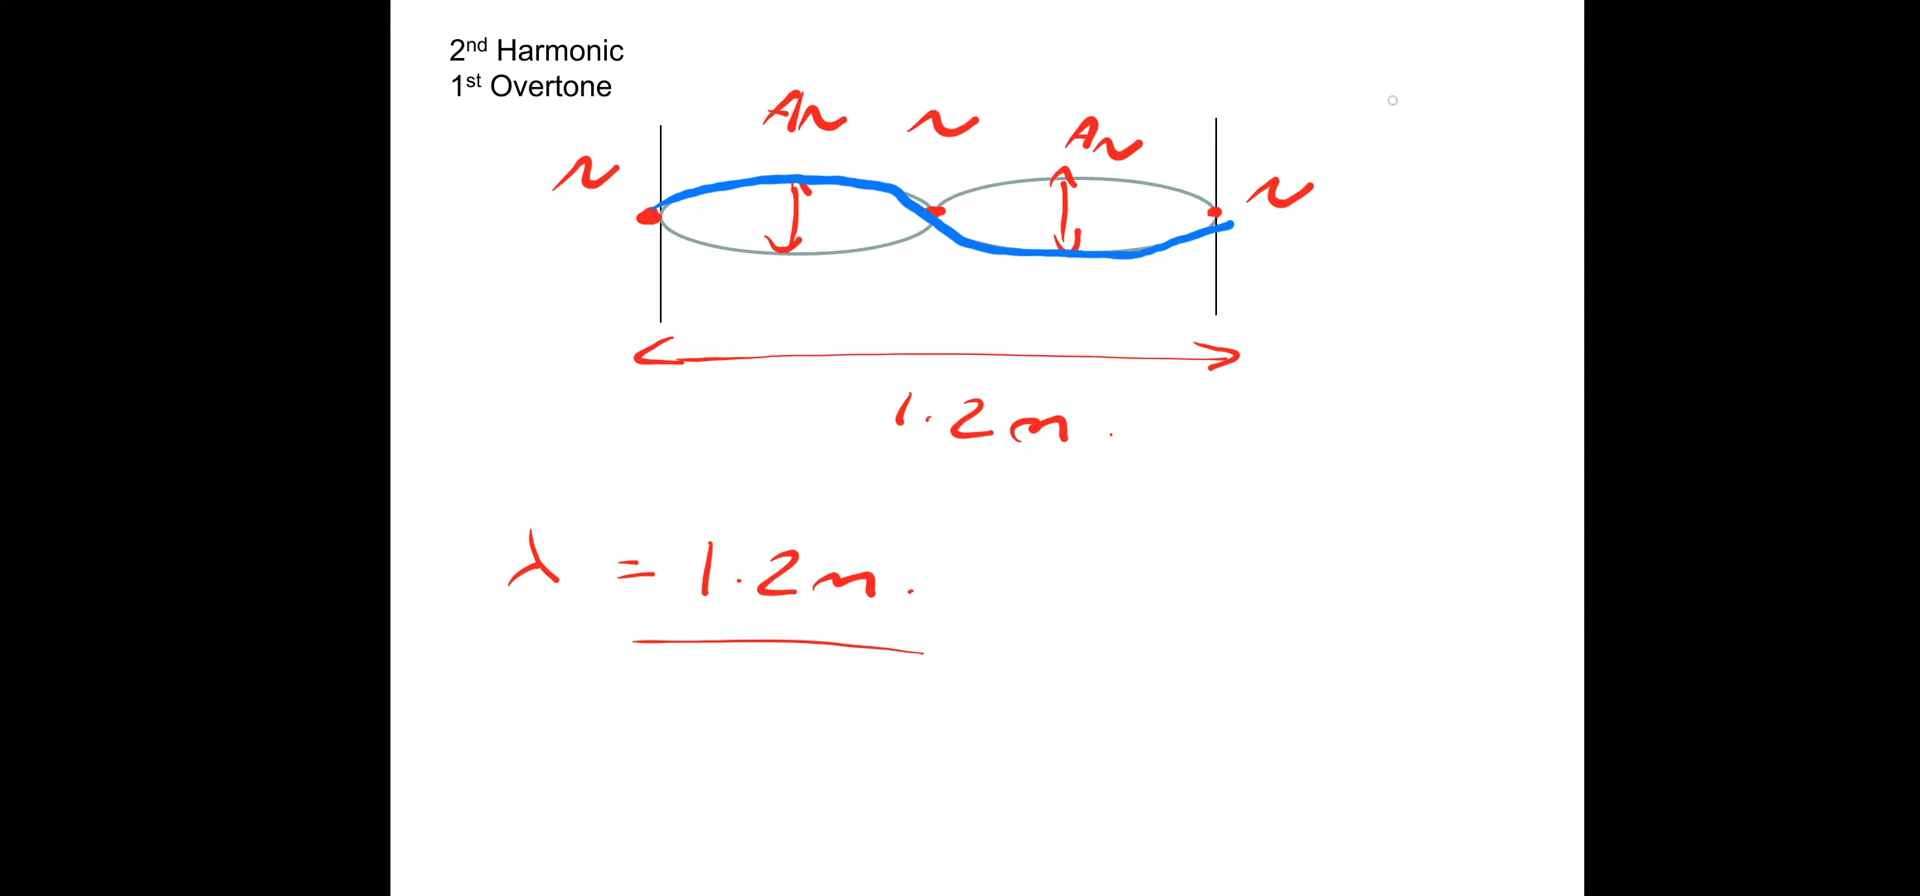 2nd Harmonic
1st Overtone
AN N AN
N N
1.2m.
λ = 1.2m.